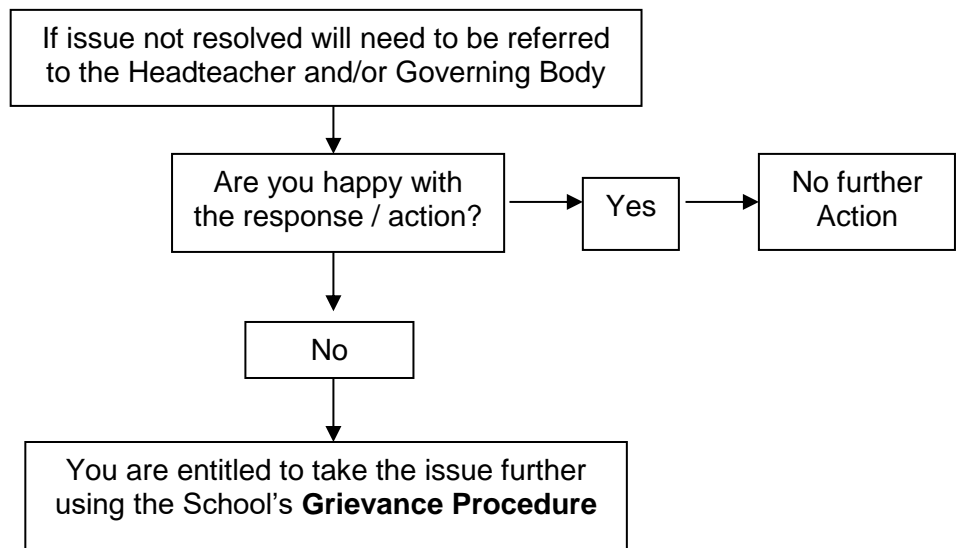 If issue not resolved will need to be referred
to the Headteacher and/or Governing Body
Are you happy with
the response / action?
Yes
No further
Action
No
You are entitled to take the issue further
using the School’s Grievance Procedure